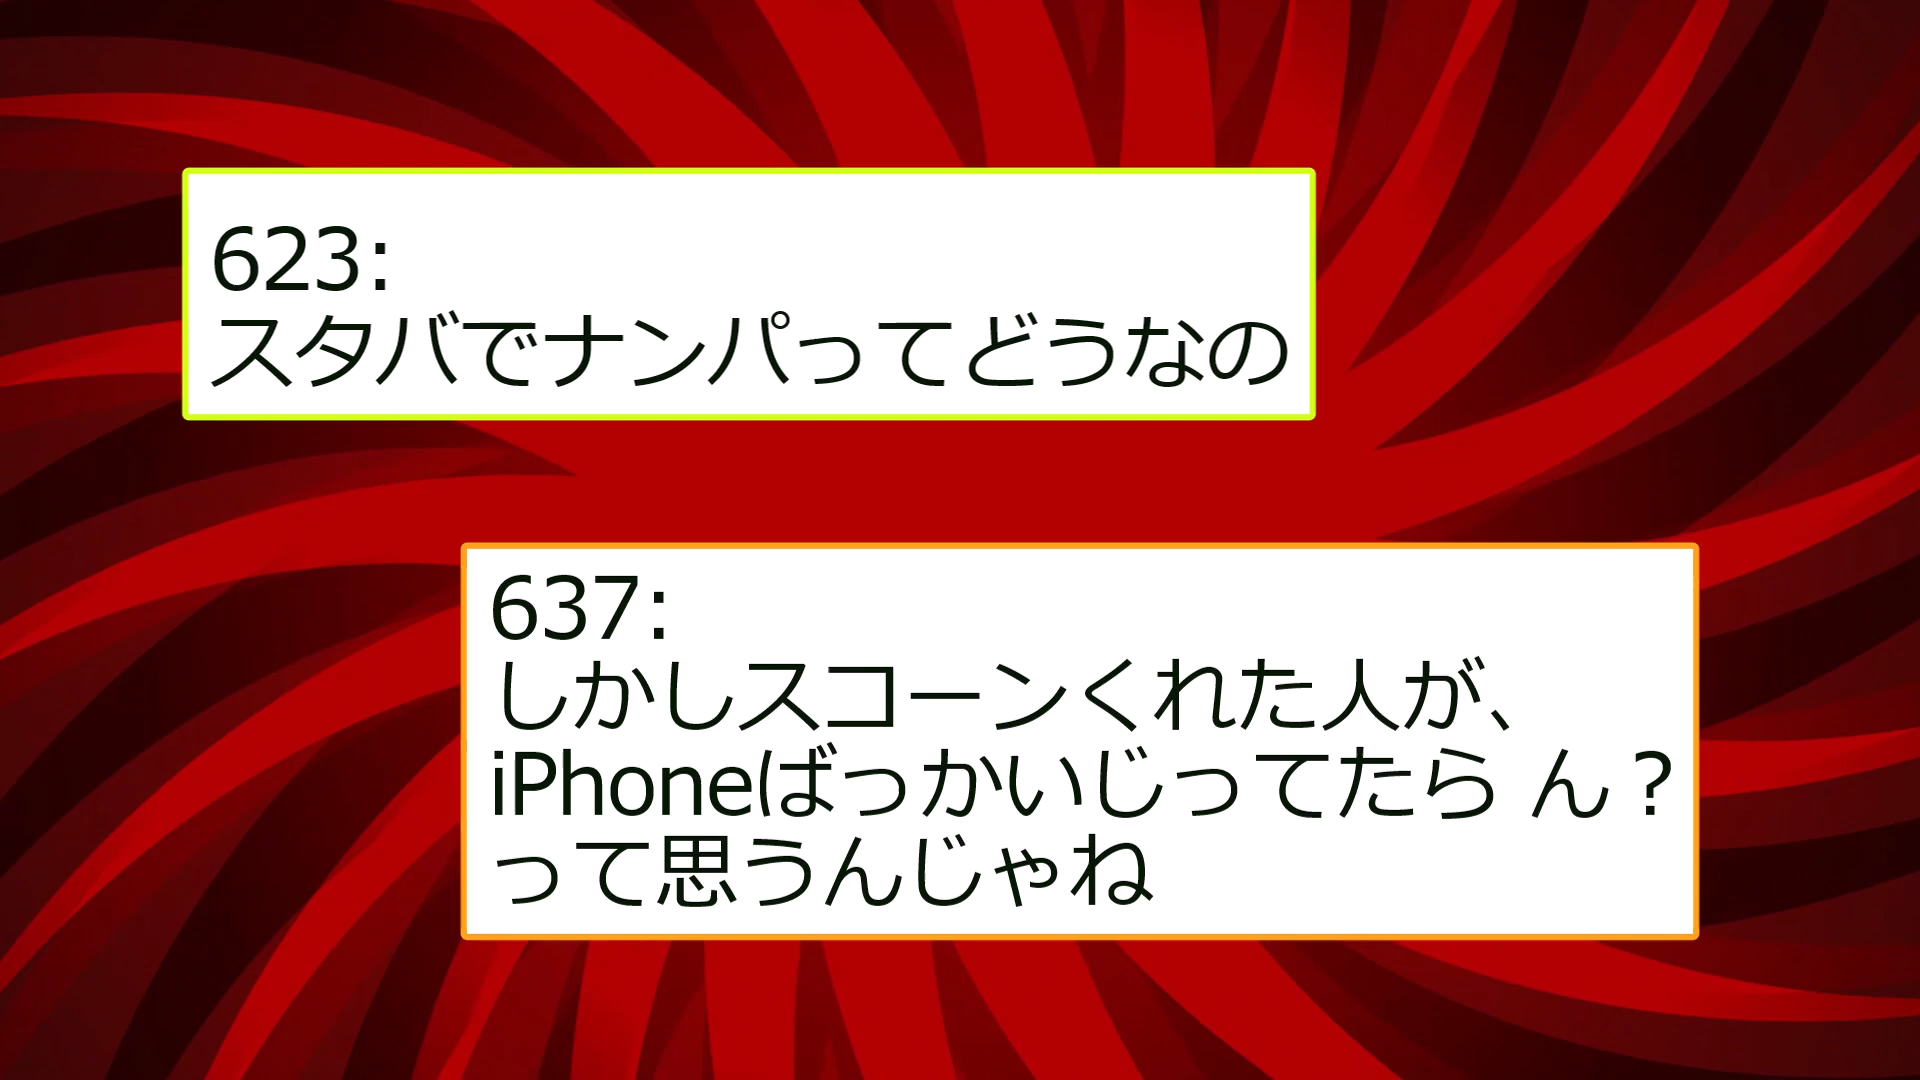 623:
スタバでナンパってどうなの
637:
しかしスコーンくれた人が、
iPhoneばっかいじってたら ん？
って思うんじゃね